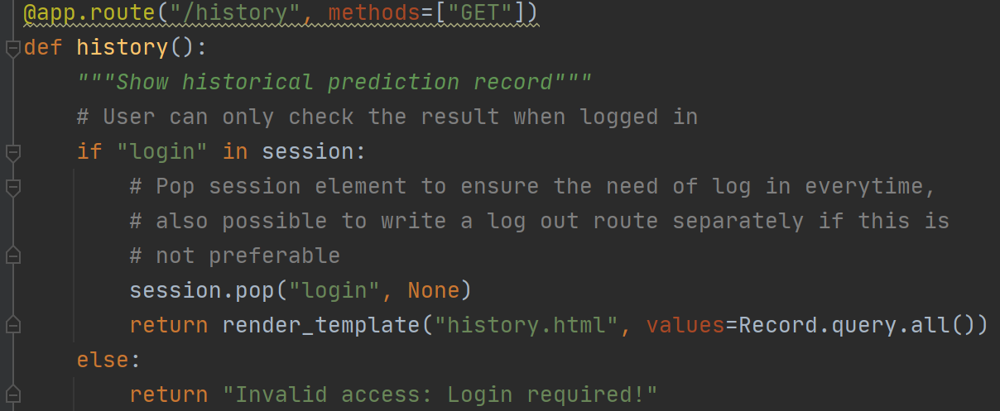 @app.route("/history", methods=["GET"])
def history():
    """Show historical prediction record"""
    # User can only check the result when logged in
    if "login" in session:
        # Pop session element to ensure the need of log in everytime,
        # also possible to write a log out route separately if this is
        # not preferable
        session.pop("login", None)
        return render_template("history.html", values=Record.query.all())
    else:
        return "Invalid access: Login required!"